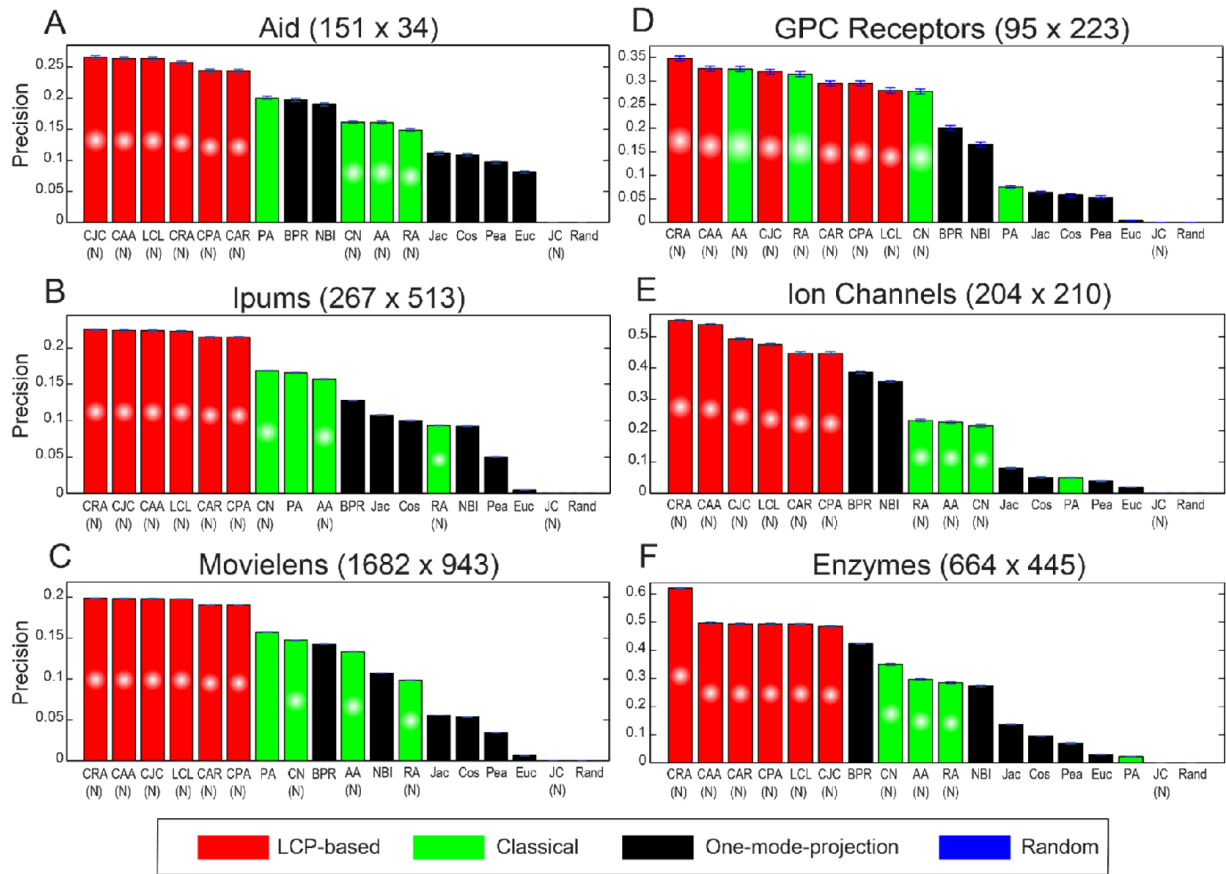 A
Aid (151 x 34)
Precision
0.25
0.2
0.15
0.1
0.05
0
CJC CAA LCL CRA CPA CAR PA BPR NBI CN AA RA Jac Cos Pea Euc JC Rand
(N) (N) (N) (N) (N) (N) (N) (N) (N) (N)
B
Ipums (267 x 513)
Precision
0.2
0.15
0.1
0.05
0
CRA CJC CAA LCL CAR CPA CN PA AA BPR Jac Cos RA NBI Pea Euc JC Rand
(N) (N) (N) (N) (N) (N) (N) (N) (N) (N)
C
Movielens (1682 x 943)
Precision
0.2
0.15
0.1
0.05
0
CRA CAA CJC LCL CAR CPA PA CN BPR AA NBI RA Jac Cos Pea Euc JC Rand
(N) (N) (N) (N) (N) (N) (N) (N) (N) (N)
D
GPC Receptors (95 x 223)
0.35
0.3
0.25
0.2
0.15
0.1
0.05
0
CRA CAA AA CJC RA CAR CPA LCL CN BPR NBI PA Jac Cos Pea Euc JC Rand
(N) (N) (N) (N) (N) (N) (N) (N) (N) (N)
E
Ion Channels (204 x 210)
0.5
0.4
0.3
0.2
0.1
0
CRA CAA CJC LCL CAR CPA BPR NBI RA AA CN Jac Cos PA Pea Euc JC Rand
(N) (N) (N) (N) (N) (N) (N) (N) (N) (N)
F
Enzymes (664 x 445)
0.6
0.5
0.4
0.3
0.2
0.1
0
CRA CAA CAR CPA LCL CJC BPR CN AA RA NBI Jac Cos Pea Euc PA JC Rand
(N) (N) (N) (N) (N) (N) (N) (N) (N) (N)
LCP-based Classical One-mode-projection Random